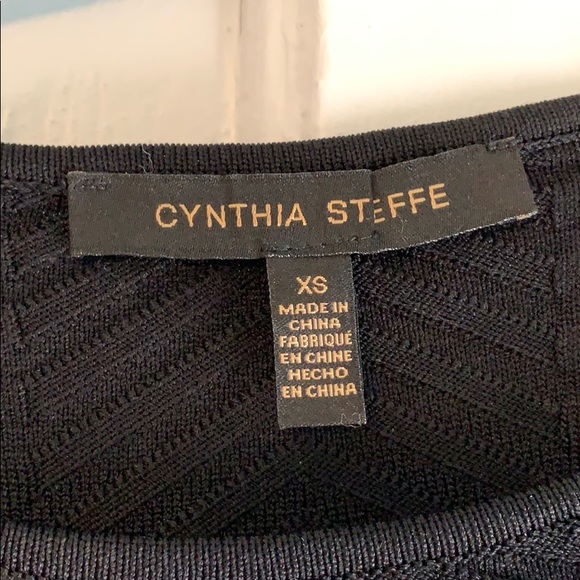 CYNTHIA STEFFE
XS
MADE IN
CHINA
FABRIQUÉ
EN CHINE
HECHO
EN CHINA